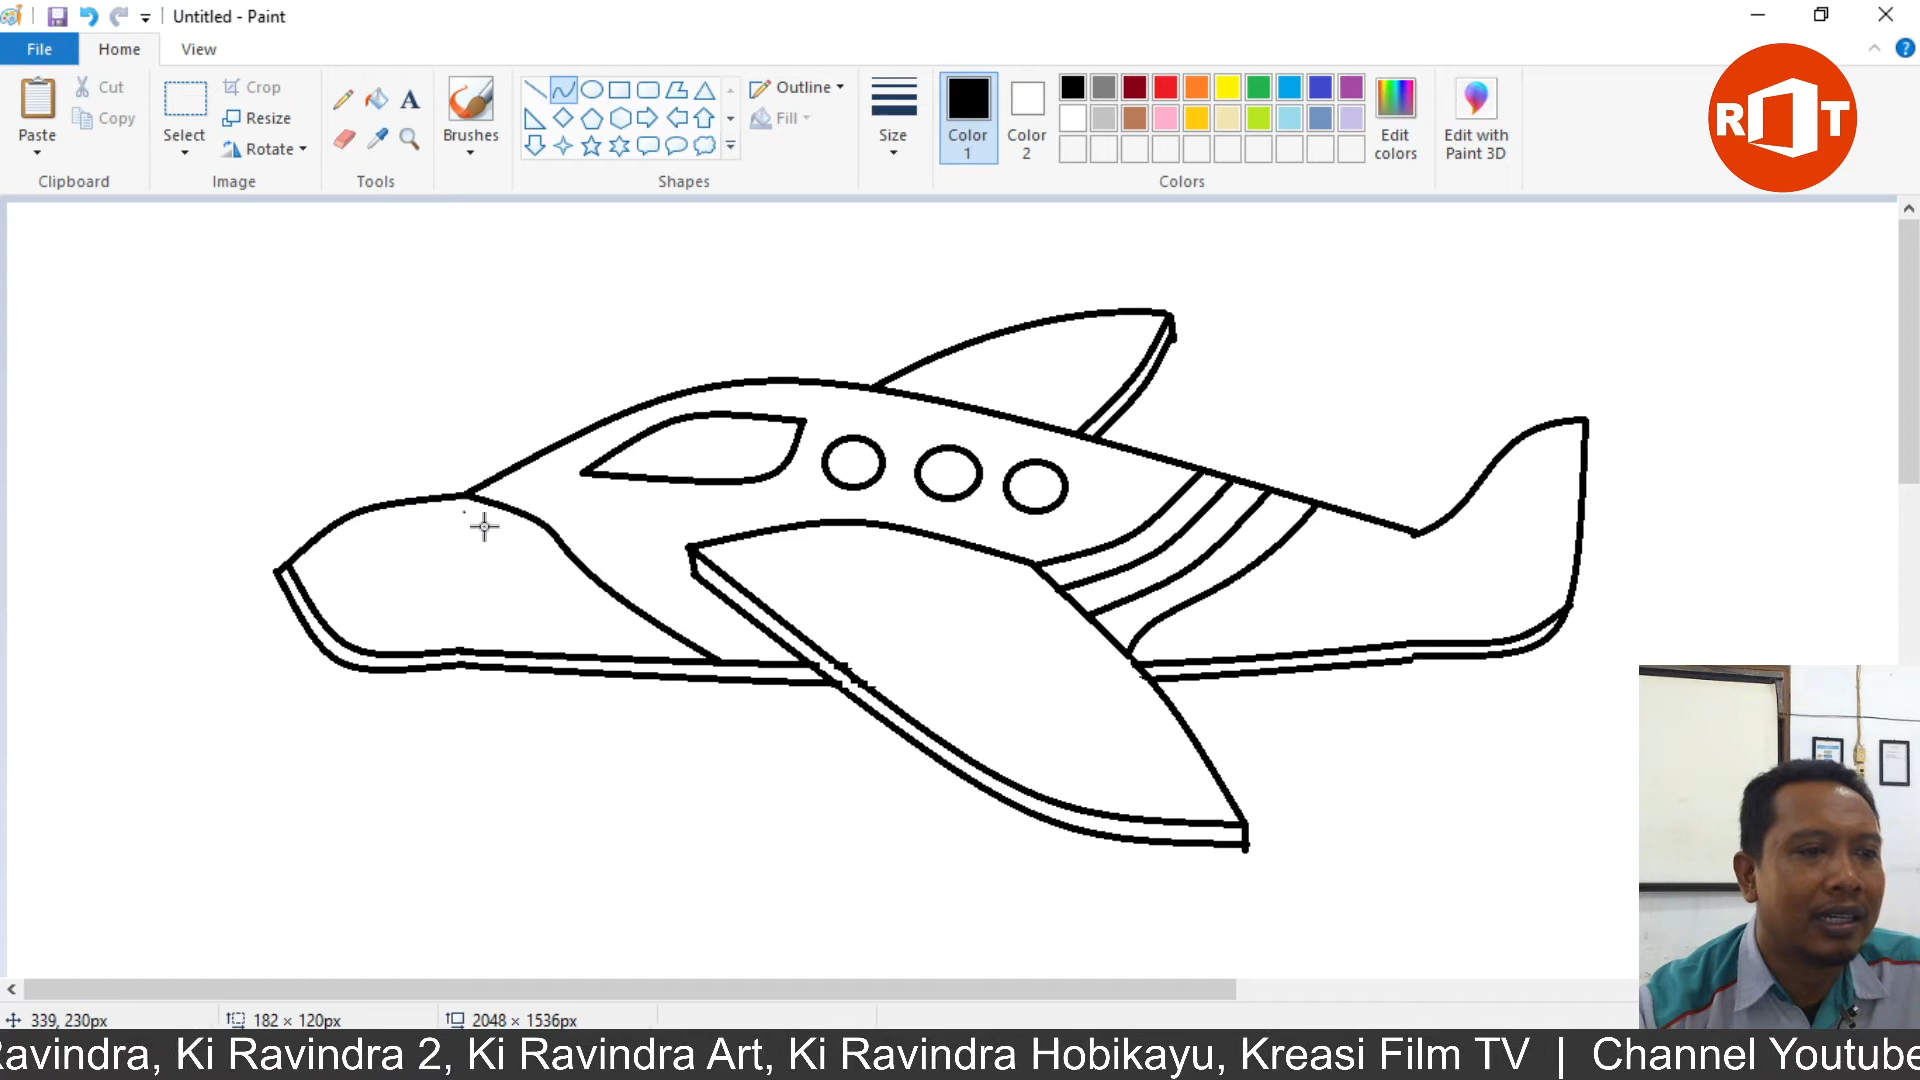 Untitled - Paint
File Home View
Paste Cut Copy
Clipboard
Select Crop Resize Rotate
Image
A
Tools
Brushes
Outline Fill
Shapes
Size
Color 1
Color 2
Edit colors
Colors
Edit with Paint 3D
R T
339, 230px 182 × 120px 2048 × 1536px
Ravindra, Ki Ravindra 2, Ki Ravindra Art, Ki Ravindra Hobikayu, Kreasi Film TV | Channel Youtube